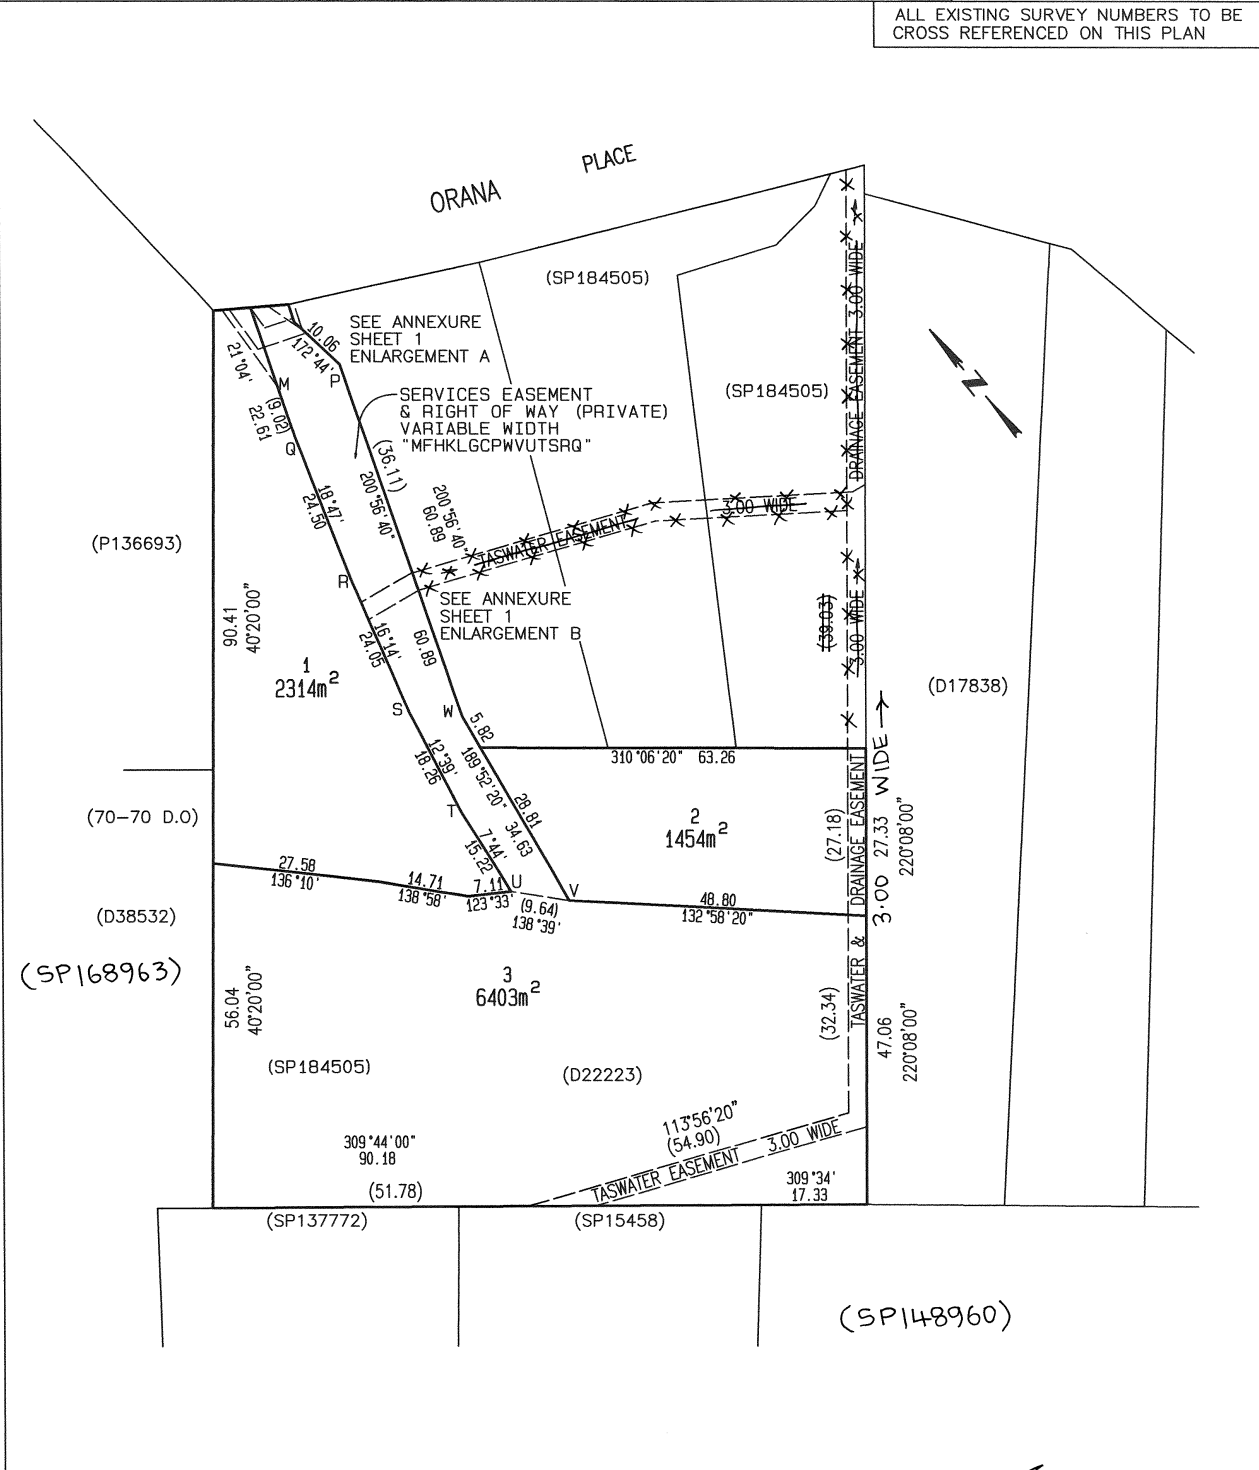 ALL EXISTING SURVEY NUMBERS TO BE
CROSS REFERENCED ON THIS PLAN
ORANA PLACE
(SP184505)
SEE ANNEXURE
SHEET 1
ENLARGEMENT A
10.06
172°44'
P
21°04'
M
(9.02)
22.61
Q
SERVICES EASEMENT
& RIGHT OF WAY (PRIVATE)
VARIABLE WIDTH
"MFHKLGCPWVUTSRQ"
(SP184505)
DRAINAGE EASEMENT 3.00 WIDE
N
(36.11)
200°56'40"
200°56'40"
60.89
18°47'
24.50
TASWATER EASEMENT
3.00 WIDE
(P136693)
R
SEE ANNEXURE
SHEET 1
ENLARGEMENT B
90.41
40°20'00"
16°14'
24.05
60.89
(39.03)
3.00 WIDE
1
2314m²
(D17838)
S
W
5.82
12°39'
18.26
189°52'20"
28.81
34.63
310°06'20" 63.26
(70-70 D.O)
T
2
1454m²
(27.18)
TASWATER & DRAINAGE EASEMENT
3.00 WIDE
27.33
220°08'00"
7°44'
15.22
27.58
136°10'
14.71
138°58'
7.11
123°33'
U
(9.64)
138°39'
V
48.80
132°58'20"
(D38532)
(SP168963)
3
6403m²
56.04
40°20'00"
(32.34)
47.06
220°08'00"
(SP184505)
(D22223)
113°56'20"
(54.90)
TASWATER EASEMENT 3.00 WIDE
309°44'00"
90.18
(51.78)
309°34'
17.33
(SP137772)
(SP15458)
(SP148960)